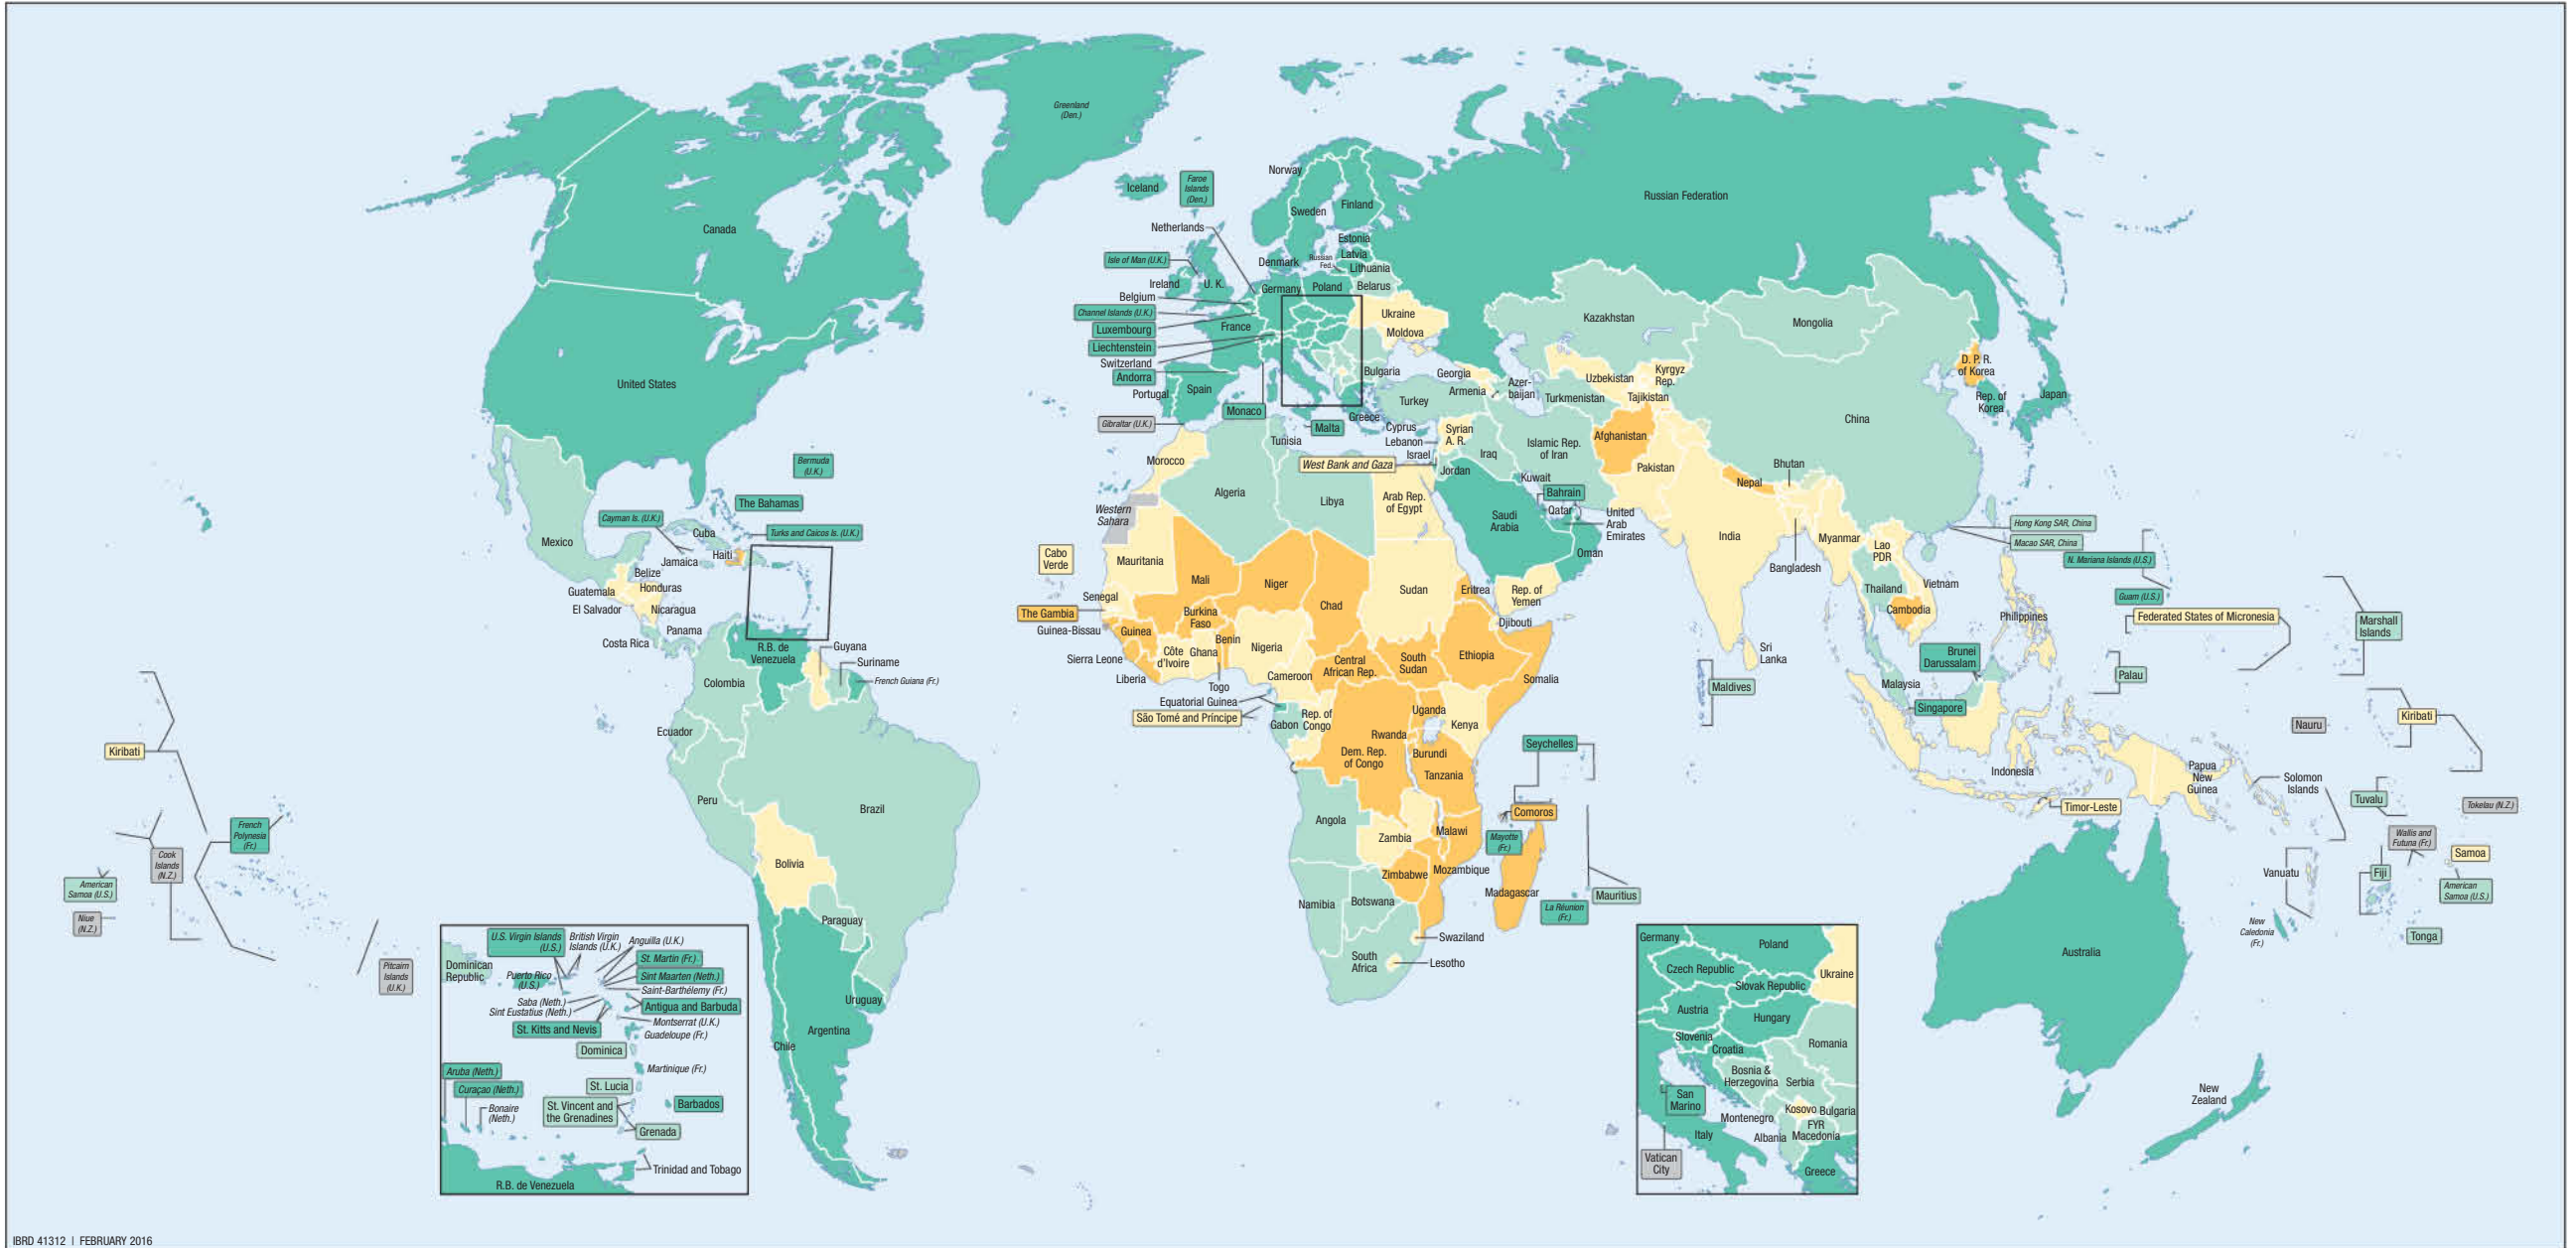 Greenland
(Den.)
Iceland
Faroe
Islands
(Den.)
Norway
Sweden
Finland
Russian Federation
Canada
Netherlands
Estonia
Latvia
Russian
Fed.
Lithuania
Denmark
Isle of Man (U.K.)
Ireland
U. K.
Germany
Poland
Belarus
Belgium
Channel Islands (U.K.)
Luxembourg
France
Ukraine
Moldova
Liechtenstein
Switzerland
Andorra
Portugal
Spain
Monaco
Gibraltar (U.K.)
Malta
Bulgaria
Greece
Georgia
Armenia
Azer-
baijan
Turkey
Cyprus
Lebanon
Israel
Syrian
A. R.
Kazakhstan
Mongolia
Uzbekistan
Kyrgyz
Rep.
Turkmenistan
Tajikistan
China
D. P. R.
of Korea
Rep. of
Korea
Japan
United States
Bermuda
(U.K.)
The Bahamas
Cayman Is. (U.K.)
Cuba
Turks and Caicos Is. (U.K.)
Mexico
Haiti
Jamaica
Belize
Honduras
Guatemala
El Salvador
Nicaragua
Costa Rica
Panama
R.B. de
Venezuela
Guyana
Suriname
French Guiana (Fr.)
Colombia
Ecuador
Peru
Brazil
Bolivia
Paraguay
Uruguay
Argentina
Chile
Tunisia
Morocco
Algeria
Libya
Western
Sahara
West Bank and Gaza
Jordan
Iraq
Islamic Rep.
of Iran
Kuwait
Bahrain
Qatar
United
Arab
Emirates
Saudi
Arabia
Oman
Arab Rep.
of Egypt
Afghanistan
Pakistan
Nepal
Bhutan
India
Bangladesh
Myanmar
Lao
PDR
Thailand
Vietnam
Cambodia
Hong Kong SAR, China
Macao SAR, China
N. Mariana Islands (U.S.)
Guam (U.S.)
Philippines
Federated States of Micronesia
Marshall
Islands
Palau
Brunei
Darussalam
Malaysia
Singapore
Sri
Lanka
Maldives
Cabo
Verde
Mauritania
Mali
Niger
Chad
Sudan
Eritrea
Rep. of
Yemen
Djibouti
Senegal
The Gambia
Guinea-Bissau
Guinea
Burkina
Faso
Benin
Nigeria
Côte
d'Ivoire
Ghana
Sierra Leone
Liberia
Togo
Cameroon
Central
African Rep.
South
Sudan
Ethiopia
Somalia
Equatorial Guinea
São Tomé and Príncipe
Gabon
Rep. of
Congo
Uganda
Kenya
Rwanda
Burundi
Dem. Rep.
of Congo
Tanzania
Seychelles
Comoros
Mayotte
(Fr.)
Angola
Zambia
Malawi
Mozambique
Zimbabwe
Madagascar
La Réunion
(Fr.)
Mauritius
Namibia
Botswana
Swaziland
South
Africa
Lesotho
Indonesia
Timor-Leste
Papua
New
Guinea
Solomon
Islands
Nauru
Kiribati
Tuvalu
Tokelau (N.Z.)
Wallis and
Futuna (Fr.)
Samoa
Fiji
American
Samoa (U.S.)
Vanuatu
New
Caledonia
(Fr.)
Tonga
Australia
New
Zealand
Kiribati
French
Polynesia
(Fr.)
Cook
Islands
(N.Z.)
American
Samoa (U.S.)
Niue
(N.Z.)
Pitcairn
Islands
(U.K.)
Dominican
Republic
U.S. Virgin Islands
(U.S.)
British Virgin
Islands (U.K.)
Anguilla (U.K.)
St. Martin (Fr.)
Sint Maarten (Neth.)
Puerto Rico
(U.S.)
Saint-Barthélemy (Fr.)
Saba (Neth.)
Sint Eustatius (Neth.)
Antigua and Barbuda
St. Kitts and Nevis
Montserrat (U.K.)
Guadeloupe (Fr.)
Dominica
Martinique (Fr.)
Aruba (Neth.)
Curaçao (Neth.)
St. Lucia
Bonaire
(Neth.)
St. Vincent and
the Grenadines
Barbados
Grenada
Trinidad and Tobago
R.B. de Venezuela
Germany
Poland
Czech Republic
Ukraine
Slovak Republic
Austria
Hungary
Slovenia
Croatia
Romania
Bosnia &
Herzegovina
Serbia
San
Marino
Kosovo
Bulgaria
Montenegro
FYR
Macedonia
Albania
Italy
Vatican
City
Greece
IBRD 41312 | FEBRUARY 2016